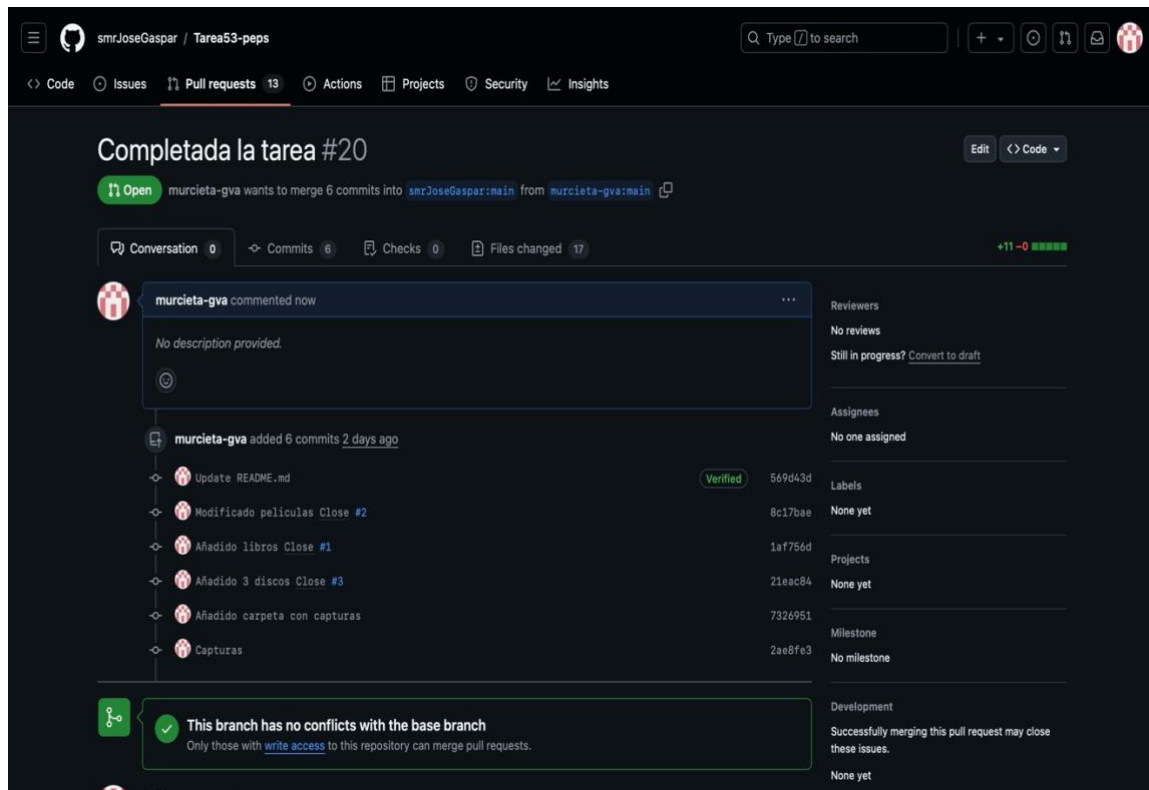 smrJoseGaspar / Tarea53-peps
Type / to search
Code Issues Pull requests 13 Actions Projects Security Insights
Completada la tarea #20
Edit Code
Open murcieta-gva wants to merge 6 commits into smrJoseGaspar:main from murcieta-gva:main
Conversation 0 Commits 6 Checks 0 Files changed 17 +11 −0
murcieta-gva commented now
No description provided.
murcieta-gva added 6 commits 2 days ago
Update README.md Verified 569d43d
Modificado peliculas Close #2 8c17bae
Añadido libros Close #1 1af756d
Añadido 3 discos Close #3 21eac84
Añadido carpeta con capturas 7326951
Capturas 2ae8fe3
This branch has no conflicts with the base branch
Only those with write access to this repository can merge pull requests.
Reviewers
No reviews
Still in progress? Convert to draft
Assignees
No one assigned
Labels
None yet
Projects
None yet
Milestone
No milestone
Development
Successfully merging this pull request may close
these issues.
None yet